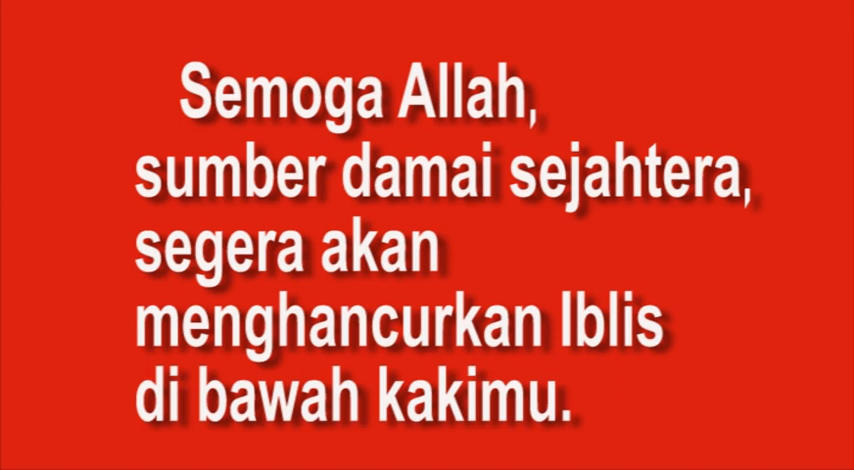 Semoga Allah,
sumber damai sejahtera,
segera akan
menghancurkan Iblis
di bawah kakimu.